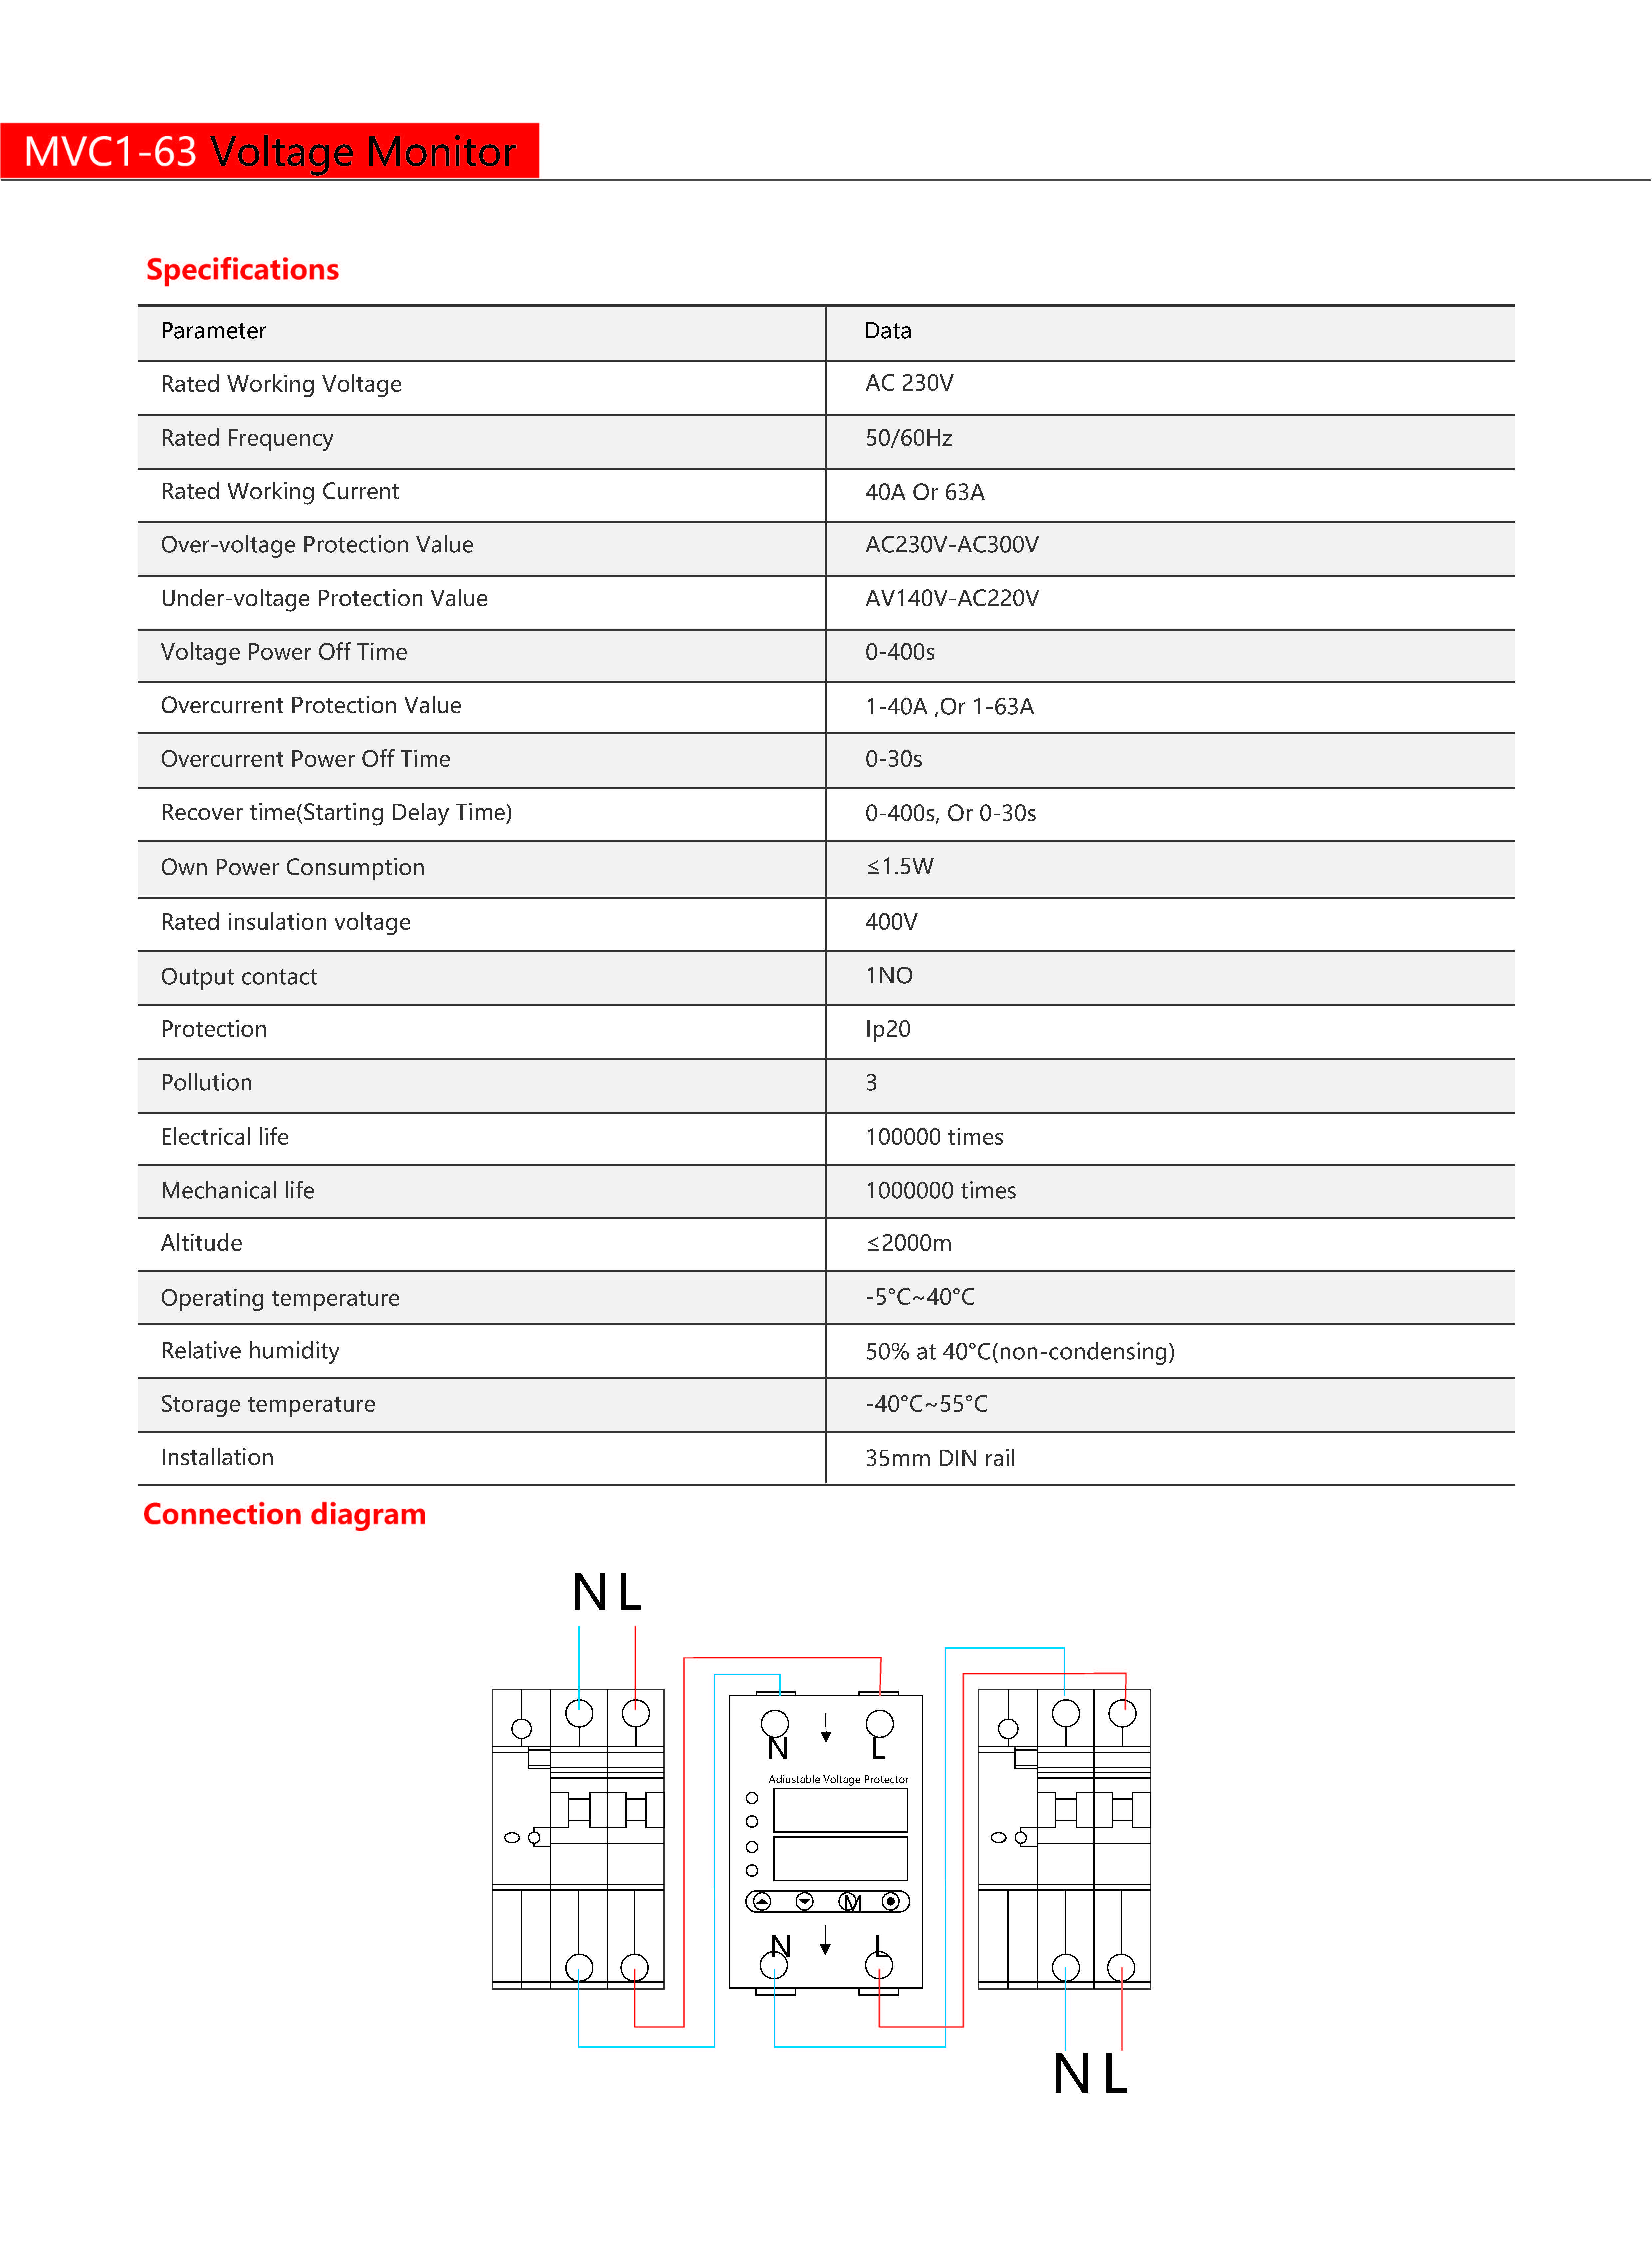 MVC1-63 Voltage Monitor
Specifications
Parameter Data
Rated Working Voltage AC 230V
Rated Frequency 50/60Hz
Rated Working Current 40A Or 63A
Over-voltage Protection Value AC230V-AC300V
Under-voltage Protection Value AV140V-AC220V
Voltage Power Off Time 0-400s
Overcurrent Protection Value 1-40A ,Or 1-63A
Overcurrent Power Off Time 0-30s
Recover time(Starting Delay Time) 0-400s, Or 0-30s
Own Power Consumption ≤1.5W
Rated insulation voltage 400V
Output contact 1NO
Protection Ip20
Pollution 3
Electrical life 100000 times
Mechanical life 1000000 times
Altitude ≤2000m
Operating temperature -5°C~40°C
Relative humidity 50% at 40°C(non-condensing)
Storage temperature -40°C~55°C
Installation 35mm DIN rail
Connection diagram
N L
N L
Adiustable Voltage Protector
M
N L
N L